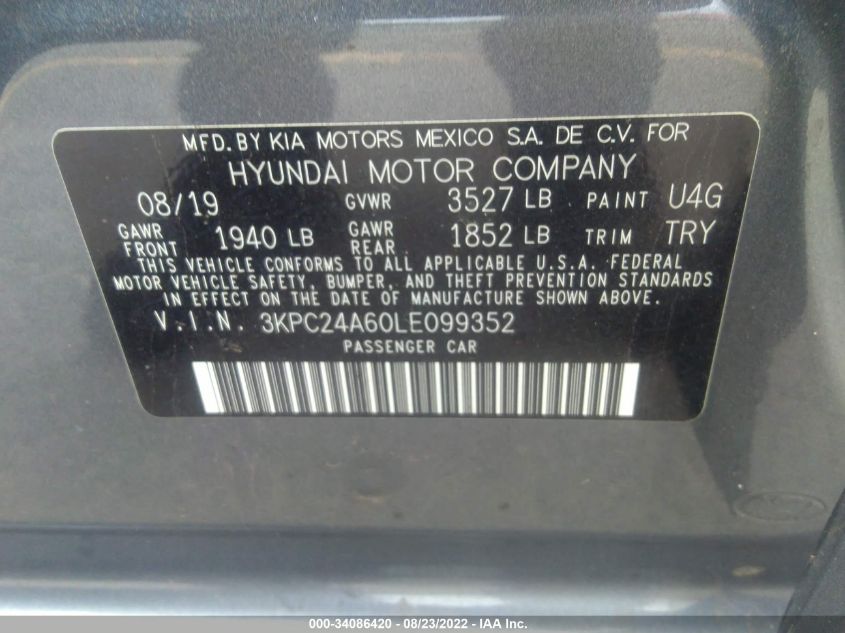 MFD. BY KIA MOTORS MEXICO S.A. DE C.V. FOR
HYUNDAI MOTOR COMPANY
08/19 GVWR 3527 LB PAINT U4G
GAWR FRONT 1940 LB GAWR REAR 1852 LB TRIM TRY
THIS VEHICLE CONFORMS TO ALL APPLICABLE U.S.A. FEDERAL
MOTOR VEHICLE SAFETY, BUMPER, AND THEFT PREVENTION STANDARDS
IN EFFECT ON THE DATE OF MANUFACTURE SHOWN ABOVE.
V.I.N. 3KPC24A60LE099352
PASSENGER CAR
000-34086420 - 08/23/2022 - IAA Inc.